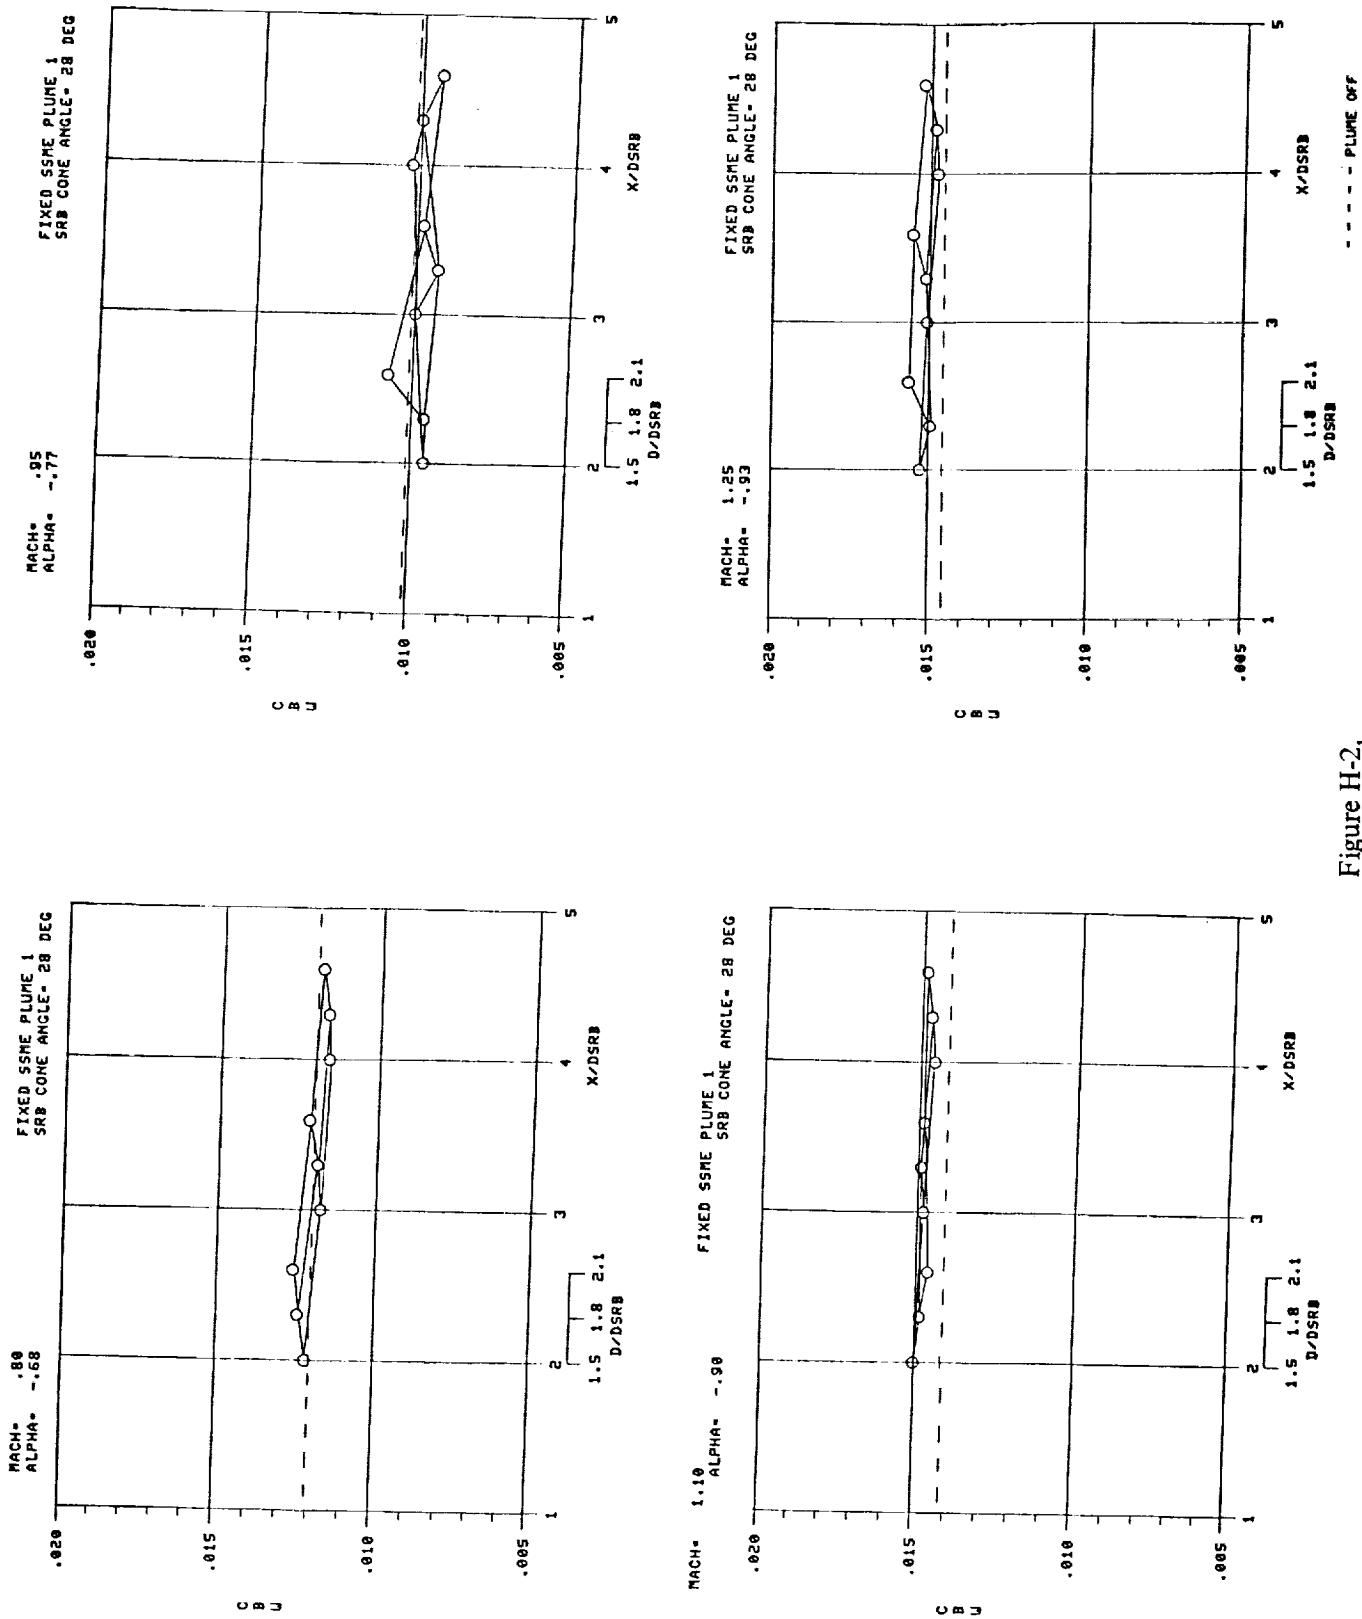 MACH= .80
ALPHA= -.68
FIXED SSME PLUME 1
SRB CONE ANGLE= 28 DEG
.020
.015
.010
.005
C
B
W
1
2
3
4
5
X/DSRB
1.5 1.8 2.1
D/DSRB
MACH= .95
ALPHA= -.77
FIXED SSME PLUME 1
SRB CONE ANGLE= 28 DEG
.020
.015
.010
.005
C
B
W
1
2
3
4
5
X/DSRB
1.5 1.8 2.1
D/DSRB
MACH= 1.10
ALPHA= -.90
FIXED SSME PLUME 1
SRB CONE ANGLE= 28 DEG
.020
.015
.010
.005
C
B
W
1
2
3
4
5
X/DSRB
1.5 1.8 2.1
D/DSRB
MACH= 1.25
ALPHA= -.93
FIXED SSME PLUME 1
SRB CONE ANGLE= 28 DEG
.020
.015
.010
.005
C
B
W
1
2
3
4
5
X/DSRB
1.5 1.8 2.1
D/DSRB
- - - - - PLUME OFF
Figure H-2.